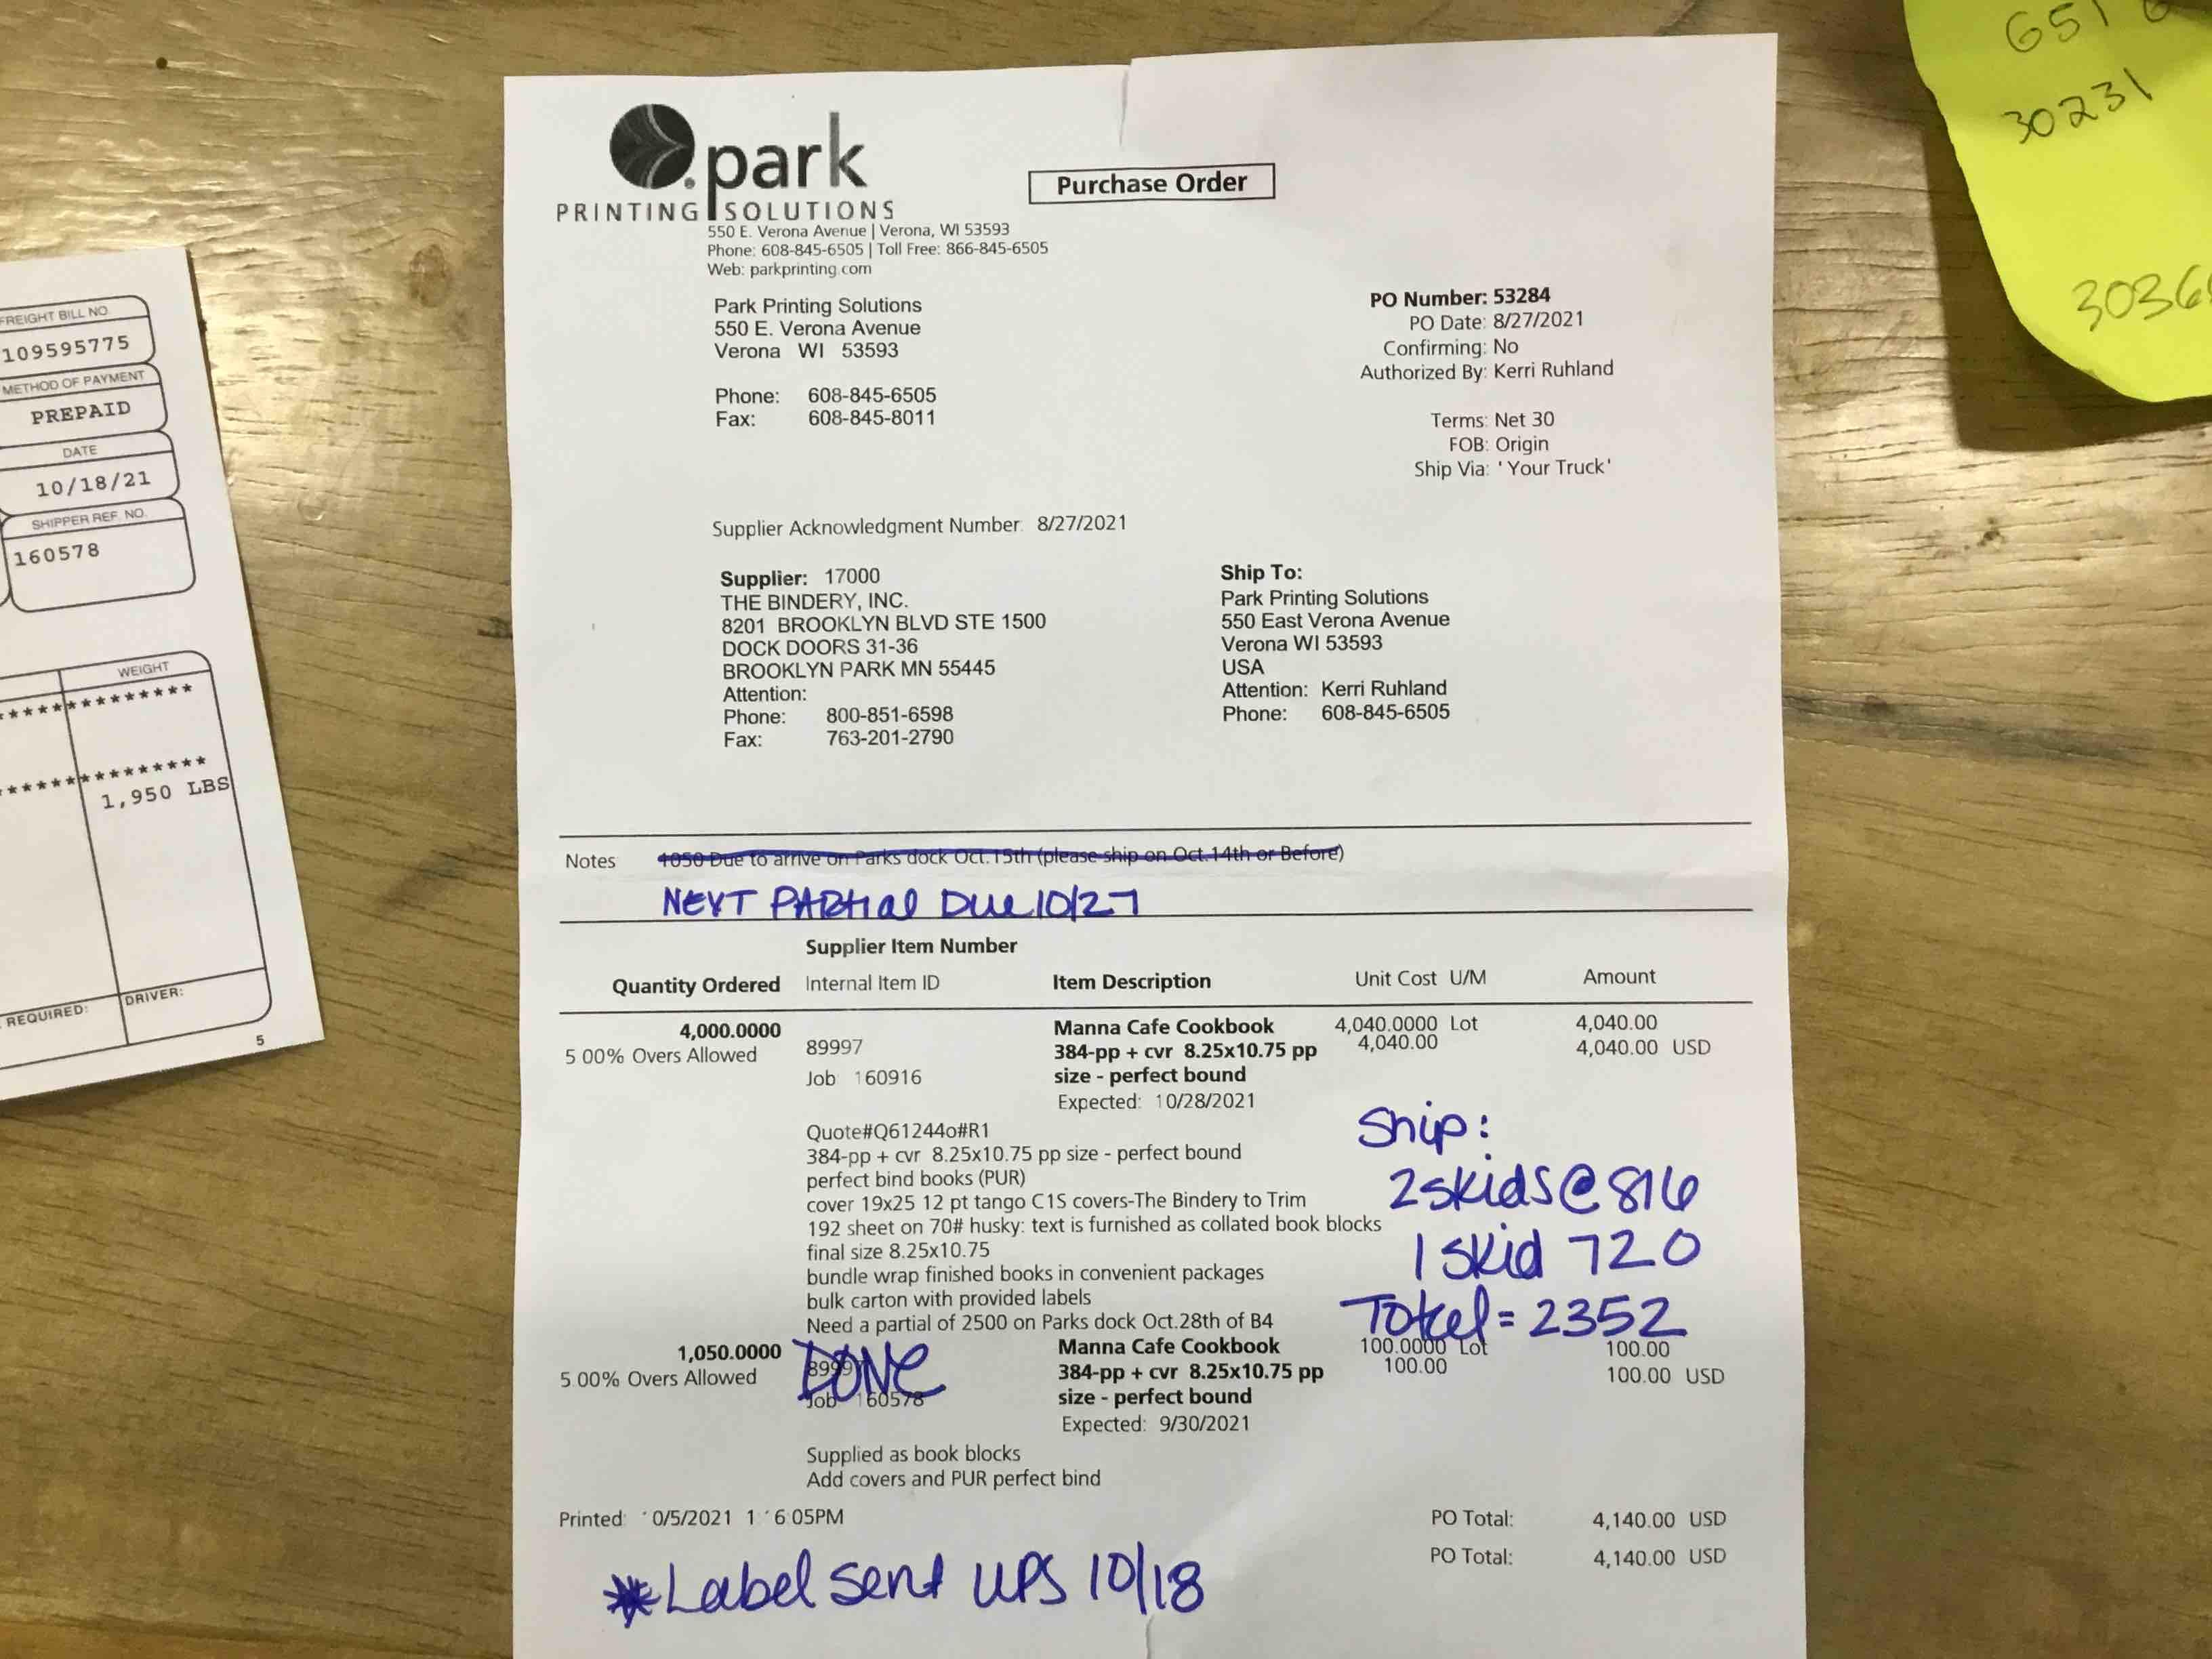 FREIGHT BILL NO.
109595775
METHOD OF PAYMENT
PREPAID
DATE
10/18/21
SHIPPER REF. NO.
160578
WEIGHT
*********
*************
1,950 LBS
REQUIRED:
DRIVER:
5
park
PRINTING SOLUTIONS
550 E. Verona Avenue | Verona, WI 53593
Phone: 608-845-6505 | Toll Free: 866-845-6505
Web: parkprinting.com
Purchase Order
Park Printing Solutions
550 E. Verona Avenue
Verona WI 53593
Phone: 608-845-6505
Fax: 608-845-8011
PO Number: 53284
PO Date: 8/27/2021
Confirming: No
Authorized By: Kerri Ruhland
Terms: Net 30
FOB: Origin
Ship Via: 'Your Truck'
Supplier Acknowledgment Number: 8/27/2021
Supplier: 17000
THE BINDERY, INC.
8201 BROOKLYN BLVD STE 1500
DOCK DOORS 31-36
BROOKLYN PARK MN 55445
Attention:
Phone: 800-851-6598
Fax: 763-201-2790
Ship To:
Park Printing Solutions
550 East Verona Avenue
Verona WI 53593
USA
Attention: Kerri Ruhland
Phone: 608-845-6505
Notes 1050 Due to arrive on Parks dock Oct.15th (please ship on Oct.14th or Before)
NEXT PARtial Due 10/27
Supplier Item Number
Quantity Ordered Internal Item ID Item Description Unit Cost U/M Amount
4,000.0000 Manna Cafe Cookbook 4,040.0000 Lot 4,040.00
5.00% Overs Allowed 89997 384-pp + cvr 8.25x10.75 pp 4,040.00 4,040.00 USD
Job 160916 size - perfect bound
Expected: 10/28/2021
Quote#Q61244o#R1
384-pp + cvr 8.25x10.75 pp size - perfect bound
perfect bind books (PUR)
cover 19x25 12 pt tango C1S covers-The Bindery to Trim
192 sheet on 70# husky: text is furnished as collated book blocks
final size 8.25x10.75
bundle wrap finished books in convenient packages
bulk carton with provided labels
Need a partial of 2500 on Parks dock Oct.28th of B4
Ship:
2 skids @ 816
1 skid 720
Total = 2352
1,050.0000 Manna Cafe Cookbook 100.0000 Lot 100.00
5.00% Overs Allowed 89997 384-pp + cvr 8.25x10.75 pp 100.00 100.00 USD
DONE
Job 160578 size - perfect bound
Expected: 9/30/2021
Supplied as book blocks
Add covers and PUR perfect bind
Printed: 10/5/2021 1:16:05PM
PO Total: 4,140.00 USD
PO Total: 4,140.00 USD
*Label sent UPS 10/18
651
30231
3036